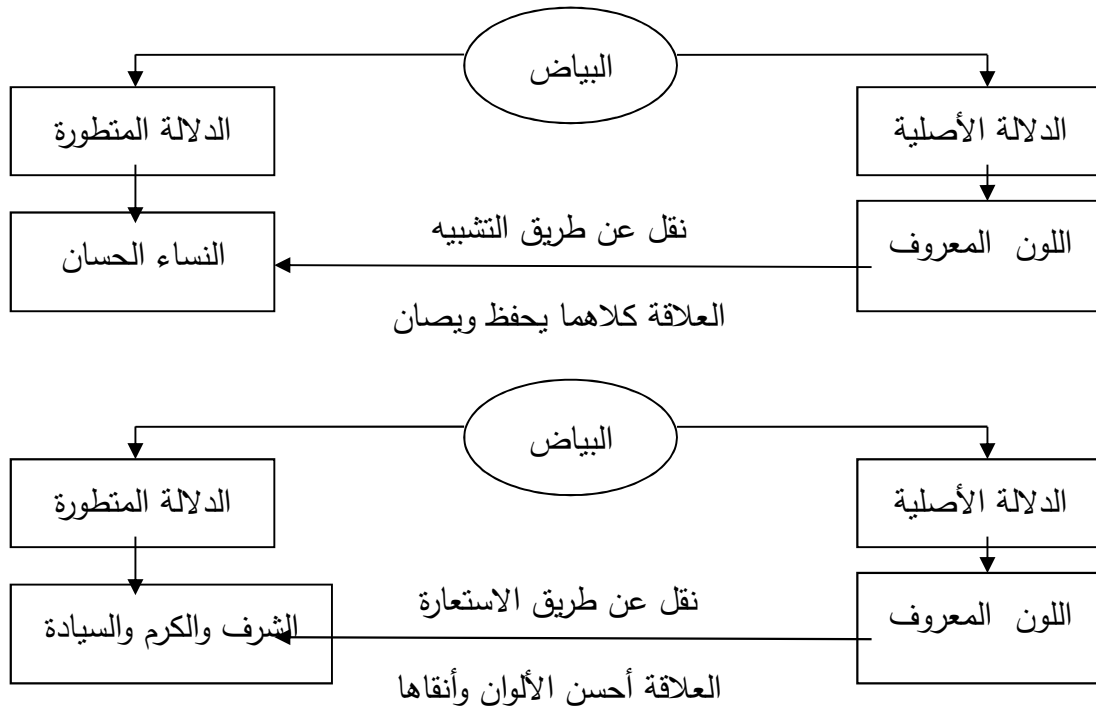 البياض
الدلالة الأصلية
الدلالة المتطورة
اللون المعروف
نقل عن طريق التشبيه
النساء الحسان
العلاقة كلاهما يحفظ ويصان
البياض
الدلالة الأصلية
الدلالة المتطورة
اللون المعروف
نقل عن طريق الاستعارة
الشرف والكرم والسيادة
العلاقة أحسن الألوان وأنقاها